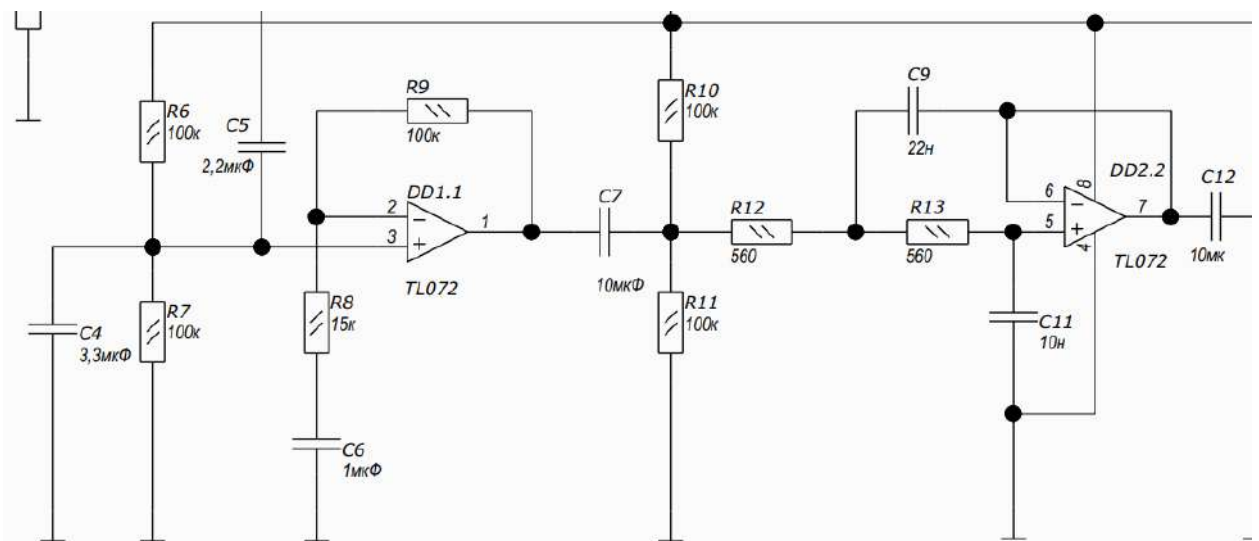 R6
100к
C5
2,2мкФ
R9
100к
DD1.1
2
3
1
TL072
C4
3,3мкФ
R7
100к
R8
15к
C6
1мкФ
C7
10мкФ
R10
100к
R11
100к
R12
560
C9
22н
R13
560
C11
10н
8
DD2.2
6
5
7
4
TL072
C12
10мк